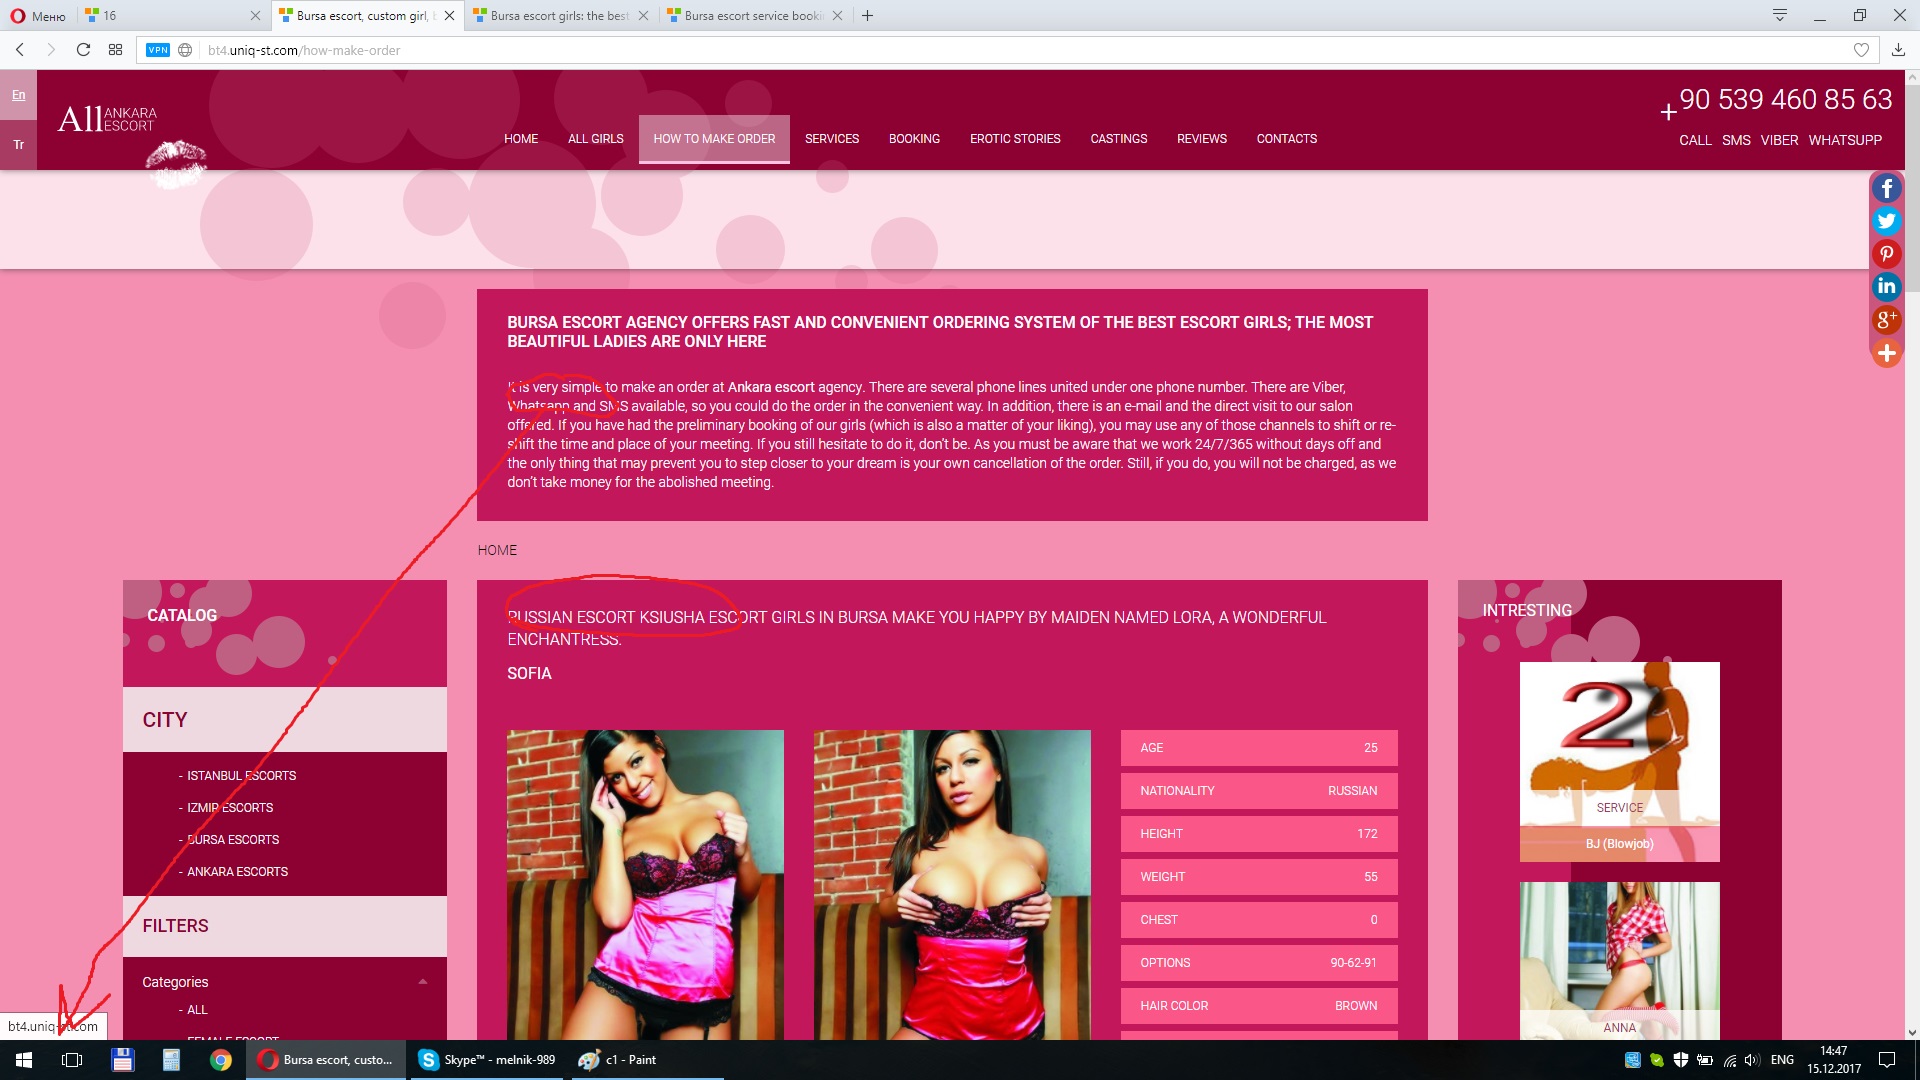 Меню
16
Bursa escort, custom girl,
Bursa escort girls: the best
Bursa escort service booki
VPN
bt4.uniq-st.com/how-make-order
En
Tr
All ANKARA ESCORT
HOME
ALL GIRLS
HOW TO MAKE ORDER
SERVICES
BOOKING
EROTIC STORIES
CASTINGS
REVIEWS
CONTACTS
+90 539 460 85 63
CALL SMS VIBER WHATSUPP
BURSA ESCORT AGENCY OFFERS FAST AND CONVENIENT ORDERING SYSTEM OF THE BEST ESCORT GIRLS; THE MOST
BEAUTIFUL LADIES ARE ONLY HERE
It is very simple to make an order at Ankara escort agency. There are several phone lines united under one phone number. There are Viber,
Whatsapp and SMS available, so you could do the order in the convenient way. In addition, there is an e-mail and the direct visit to our salon
offered. If you have had the preliminary booking of our girls (which is also a matter of your liking), you may use any of those channels to shift or re-
shift the time and place of your meeting. If you still hesitate to do it, don't be. As you must be aware that we work 24/7/365 without days off and
the only thing that may prevent you to step closer to your dream is your own cancellation of the order. Still, if you do, you will not be charged, as we
don't take money for the abolished meeting.
HOME
CATALOG
CITY
- ISTANBUL ESCORTS
- IZMIR ESCORTS
- BURSA ESCORTS
- ANKARA ESCORTS
FILTERS
Categories
- ALL
- FEMALE ESCORT
RUSSIAN ESCORT KSIUSHA ESCORT GIRLS IN BURSA MAKE YOU HAPPY BY MAIDEN NAMED LORA, A WONDERFUL
ENCHANTRESS.
SOFIA
AGE 25
NATIONALITY RUSSIAN
HEIGHT 172
WEIGHT 55
CHEST 0
OPTIONS 90-62-91
HAIR COLOR BROWN
INTRESTING
2
SERVICE
BJ (Blowjob)
ANNA
bt4.uniq-st.com
Bursa escort, custo...
Skype™ - melnik-989
c1 - Paint
ENG
14:47
15.12.2017